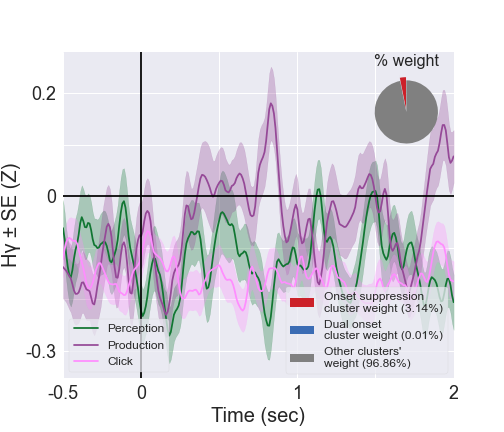 % weight
0.2
0
-0.3
Hγ ± SE (Z)
Perception
Production
Click
Onset suppression
cluster weight (3.14%)
Dual onset
cluster weight (0.01%)
Other clusters'
weight (96.86%)
-0.5
0
1
2
Time (sec)